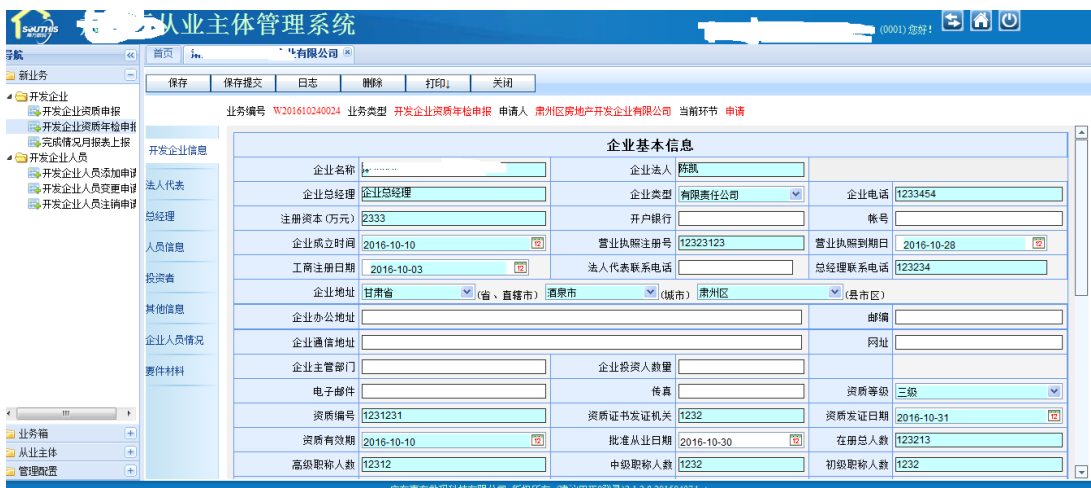 SOUTHIS
从业主体管理系统
(0001)您好!
导航
首页
业有限公司
新业务
开发企业
开发企业资质申报
开发企业资质年检申报
完成情况月报表上报
开发企业人员
开发企业人员添加申请
开发企业人员变更申请
开发企业人员注销申请
保存 保存提交 日志 删除 打印↓ 关闭
业务编号 W201610240024 业务类型 开发企业资质年检申报 申请人 肃州区房地产开发企业有限公司 当前环节 申请
开发企业信息
法人代表
总经理
人员信息
投资者
其他信息
企业人员情况
要件材料
企业基本信息
企业名称 企业法人 陈凯
企业总经理 企业总经理 企业类型 有限责任公司 企业电话 1233454
注册资本(万元) 2333 开户银行 帐号
企业成立时间 2016-10-10 营业执照注册号 12323123 营业执照到期日 2016-10-28
工商注册日期 2016-10-03 法人代表联系电话 总经理联系电话 123234
企业地址 甘肃省 (省、直辖市) 酒泉市 (城市) 肃州区 (县市区)
企业办公地址 邮编
企业通信地址 网址
企业主管部门 企业投资人数量
电子邮件 传真 资质等级 三级
资质编号 1231231 资质证书发证机关 1232 资质发证日期 2016-10-31
资质有效期 2016-10-10 批准从业日期 2016-10-30 在册总人数 123213
高级职称人数 12312 中级职称人数 1232 初级职称人数 1232
业务箱
从业主体
管理配置